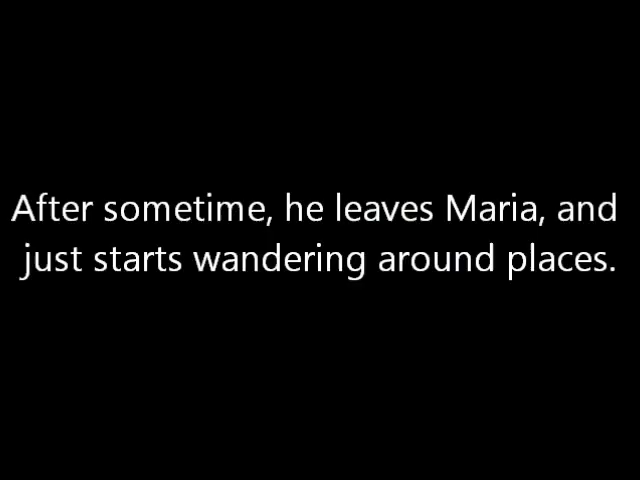 After sometime, he leaves Maria, and
just starts wandering around places.